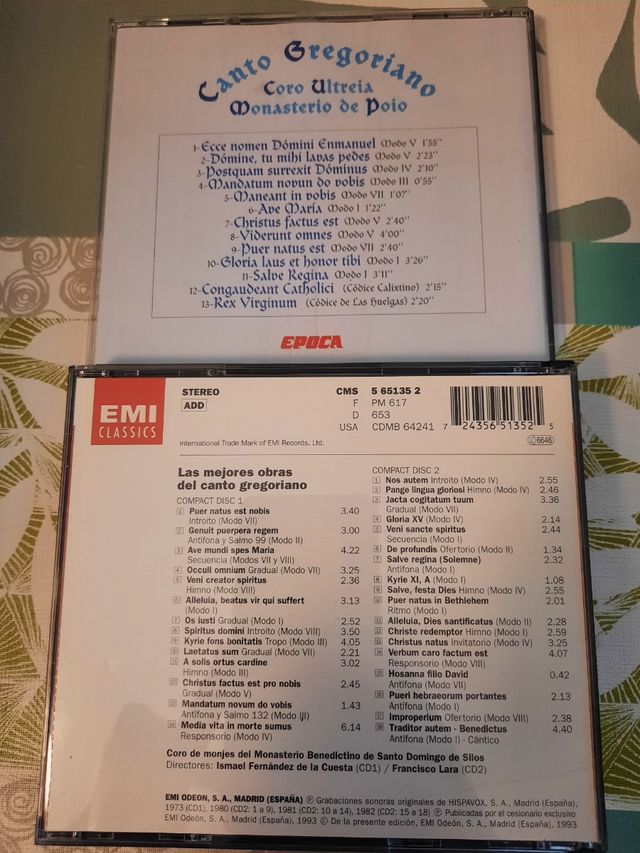 Canto Gregoriano
Coro Ultreia
Monasterio de Poio
1-Ecce nomen Dómini Enmanuel Modo V 1'55"
2-Dómine, tu mihi lavas pedes Modo V 2'23"
3-Postquam surrexit Dóminus Modo IV 2'10"
4-Mandatum novun do vobis Modo III 0'55"
5-Maneant in vobis Modo VII 1'07"
6-Ave María Modo I 1'22"
7-Christus factus est Modo V 2'40"
8-Viderunt omnes Modo V 4'00"
9-Puer natus est Modo VII 2'40"
10-Gloria laus et honor tibi Modo I 3'26"
11-Salve Regina Modo I 3'11"
12-Congaudeant Catholici (Códice Calixtino) 2'15"
13-Rex Virginum (Códice de Las Huelgas) 2'20"
EPOCA
EMI
CLASSICS
STEREO
ADD
CMS 5 65135 2
F PM 617
D 653
USA CDMB 64241
7 24356 51352 5
6646
International Trade Mark of EMI Records, Ltd.
Las mejores obras
del canto gregoriano
COMPACT DISC 1
1 Puer natus est nobis 3.40
Introito (Modo VII)
2 Genuit puerpera regem 3.00
Antífona y Salmo 99 (Modo II)
3 Ave mundi spes Maria 4.22
Secuencia (Modos VII y VIII)
4 Occuli omnium Gradual (Modo VII) 3.25
5 Veni creator spiritus 2.36
Himno (Modo VIII)
6 Alleluia, beatus vir qui suffert 3.13
(Modo I)
7 Os iusti Gradual (Modo I) 2.52
8 Spiritus domini Introito (Modo VIII) 3.50
9 Kyrie fons bonitatis Tropo (Modo III) 4.05
10 Laetatus sum Gradual (Modo VII) 2.21
11 A solis ortus cardine 3.02
Himno (Modo III)
12 Christus factus est pro nobis 2.45
Gradual (Modo V)
13 Mandatum novum do vobis 1.43
Antífona y Salmo 132 (Modo III)
14 Media vita in morte sumus 6.14
Responsorio (Modo IV)
COMPACT DISC 2
1 Nos autem Introito (Modo IV) 2.55
2 Pange lingua gloriosi Himno (Modo IV) 2.46
3 Jacta cogitatum tuum 3.36
Gradual (Modo VII)
4 Gloria XV (Modo IV) 2.14
5 Veni sancte spiritus 2.44
Secuencia (Modo I)
6 De profundis Ofertorio (Modo II) 1.34
7 Salve regina (Solemne) 2.32
Antífona (Modo I)
8 Kyrie XI, A (Modo I) 1.08
9 Salve, festa Dies Himno (Modo IV) 2.55
10 Puer natus in Bethlehem 2.01
Ritmo (Modo I)
11 Alleluia, Dies santificatus (Modo II) 2.28
12 Christe redemptor Himno (Modo I) 2.59
13 Christus natus Invitatorio (Modo IV) 3.25
14 Verbum caro factum est 4.07
Responsorio (Modo VIII)
15 Hosanna filio David 0.42
Antífona (Modo VII)
16 Pueri hebraeorum portantes 2.13
Antífona (Modo I)
17 Improperium Ofertorio (Modo VIII) 2.38
18 Traditor autem - Benedictus 4.40
Antífona (Modo I) - Cántico
Coro de monjes del Monasterio Benedictino de Santo Domingo de Silos
Directores: Ismael Fernández de la Cuesta (CD1) / Francisco Lara (CD2)
EMI ODEON, S. A., MADRID (ESPAÑA) Ⓟ Grabaciones sonoras originales de HISPAVOX, S. A., Madrid (España),
1973 (CD1), 1980 (CD2: 1 a 9), 1981 (CD2: 10 a 14), 1982 (CD2: 15 a 18) Ⓟ Publicadas por el cesionario exclusivo
EMI Odeón, S. A., Madrid (España), 1993 © De la presente edición, EMI Odeón, S. A., Madrid (España), 1993